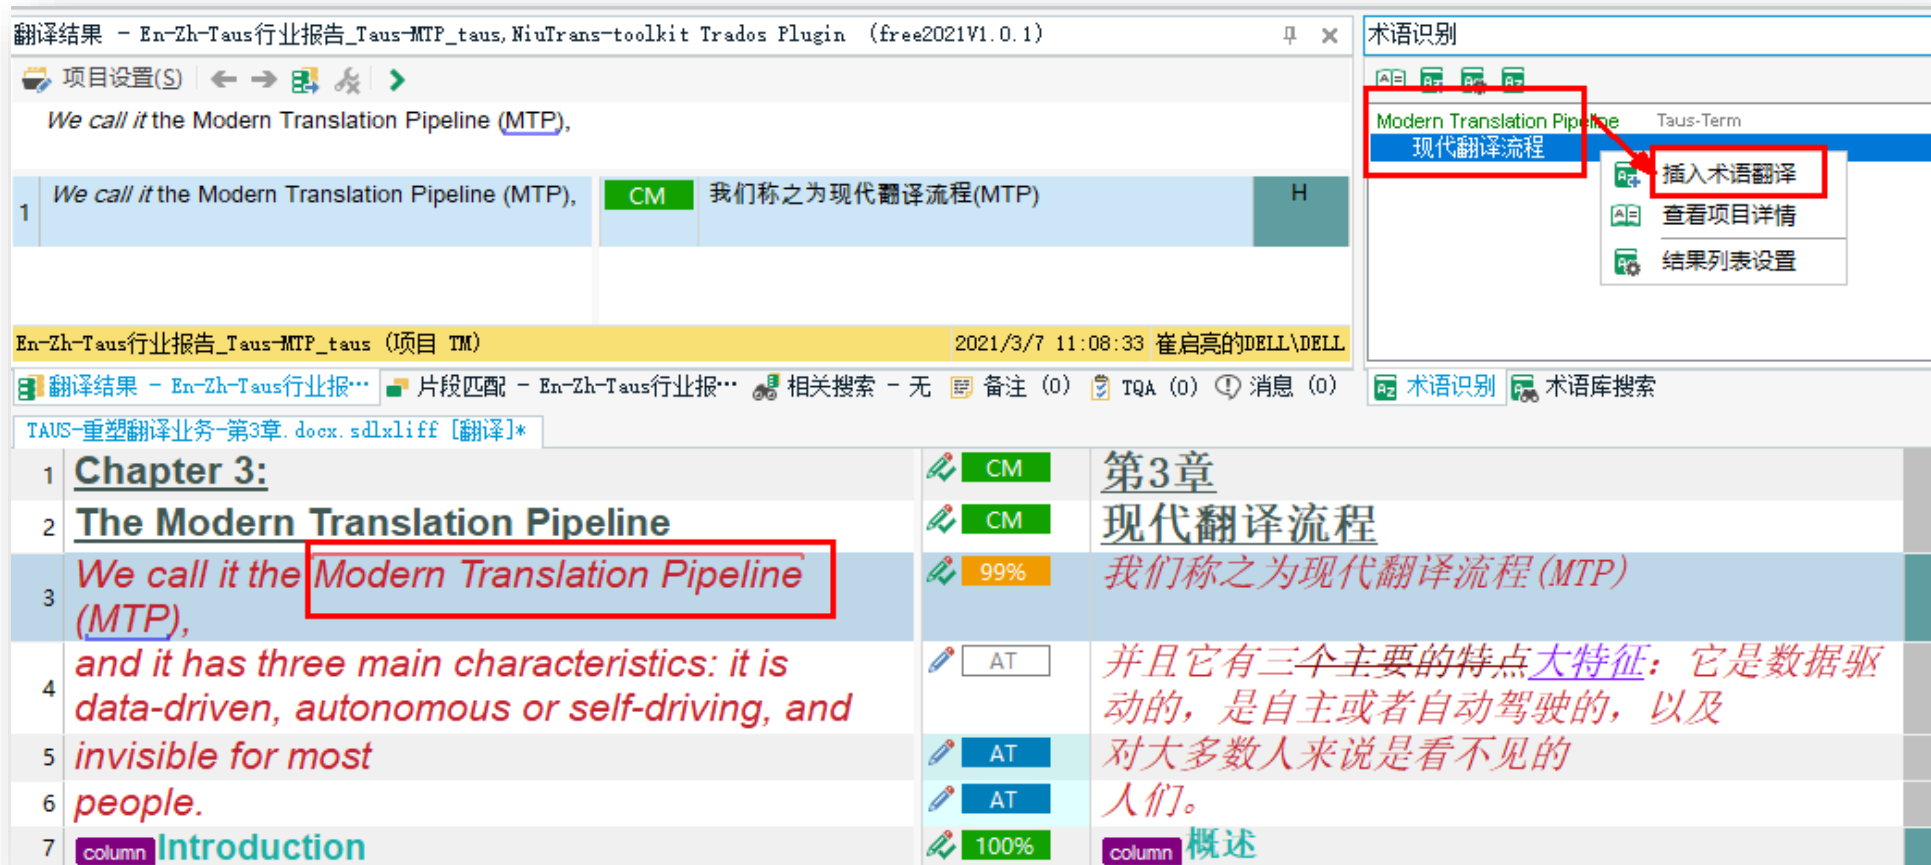 翻译结果 - En-Zh-Taus行业报告_Taus-MTP_taus,NiuTrans-toolkit Trados Plugin (free2021V1.0.1)
术语识别
项目设置(S)
We call it the Modern Translation Pipeline (MTP),
Modern Translation Pipeline Taus-Term
现代翻译流程
插入术语翻译
查看项目详情
结果列表设置
1 We call it the Modern Translation Pipeline (MTP), CM 我们称之为现代翻译流程(MTP) H
En-Zh-Taus行业报告_Taus-MTP_taus (项目 TM) 2021/3/7 11:08:33 崔启亮的DELL\DELL
翻译结果 - En-Zh-Taus行业报… 片段匹配 - En-Zh-Taus行业报… 相关搜索 - 无 备注 (0) TQA (0) 消息 (0) 术语识别 术语库搜索
TAUS-重塑翻译业务-第3章.docx.sdlxliff [翻译]*
1 Chapter 3: CM 第3章
2 The Modern Translation Pipeline CM 现代翻译流程
3 We call it the Modern Translation Pipeline 99% 我们称之为现代翻译流程(MTP)
(MTP),
4 and it has three main characteristics: it is AT 并且它有三个主要的特点大特征：它是数据驱
data-driven, autonomous or self-driving, and 动的，是自主或者自动驾驶的，以及
5 invisible for most AT 对大多数人来说是看不见的
6 people. AT 人们。
7 column Introduction 100% column 概述